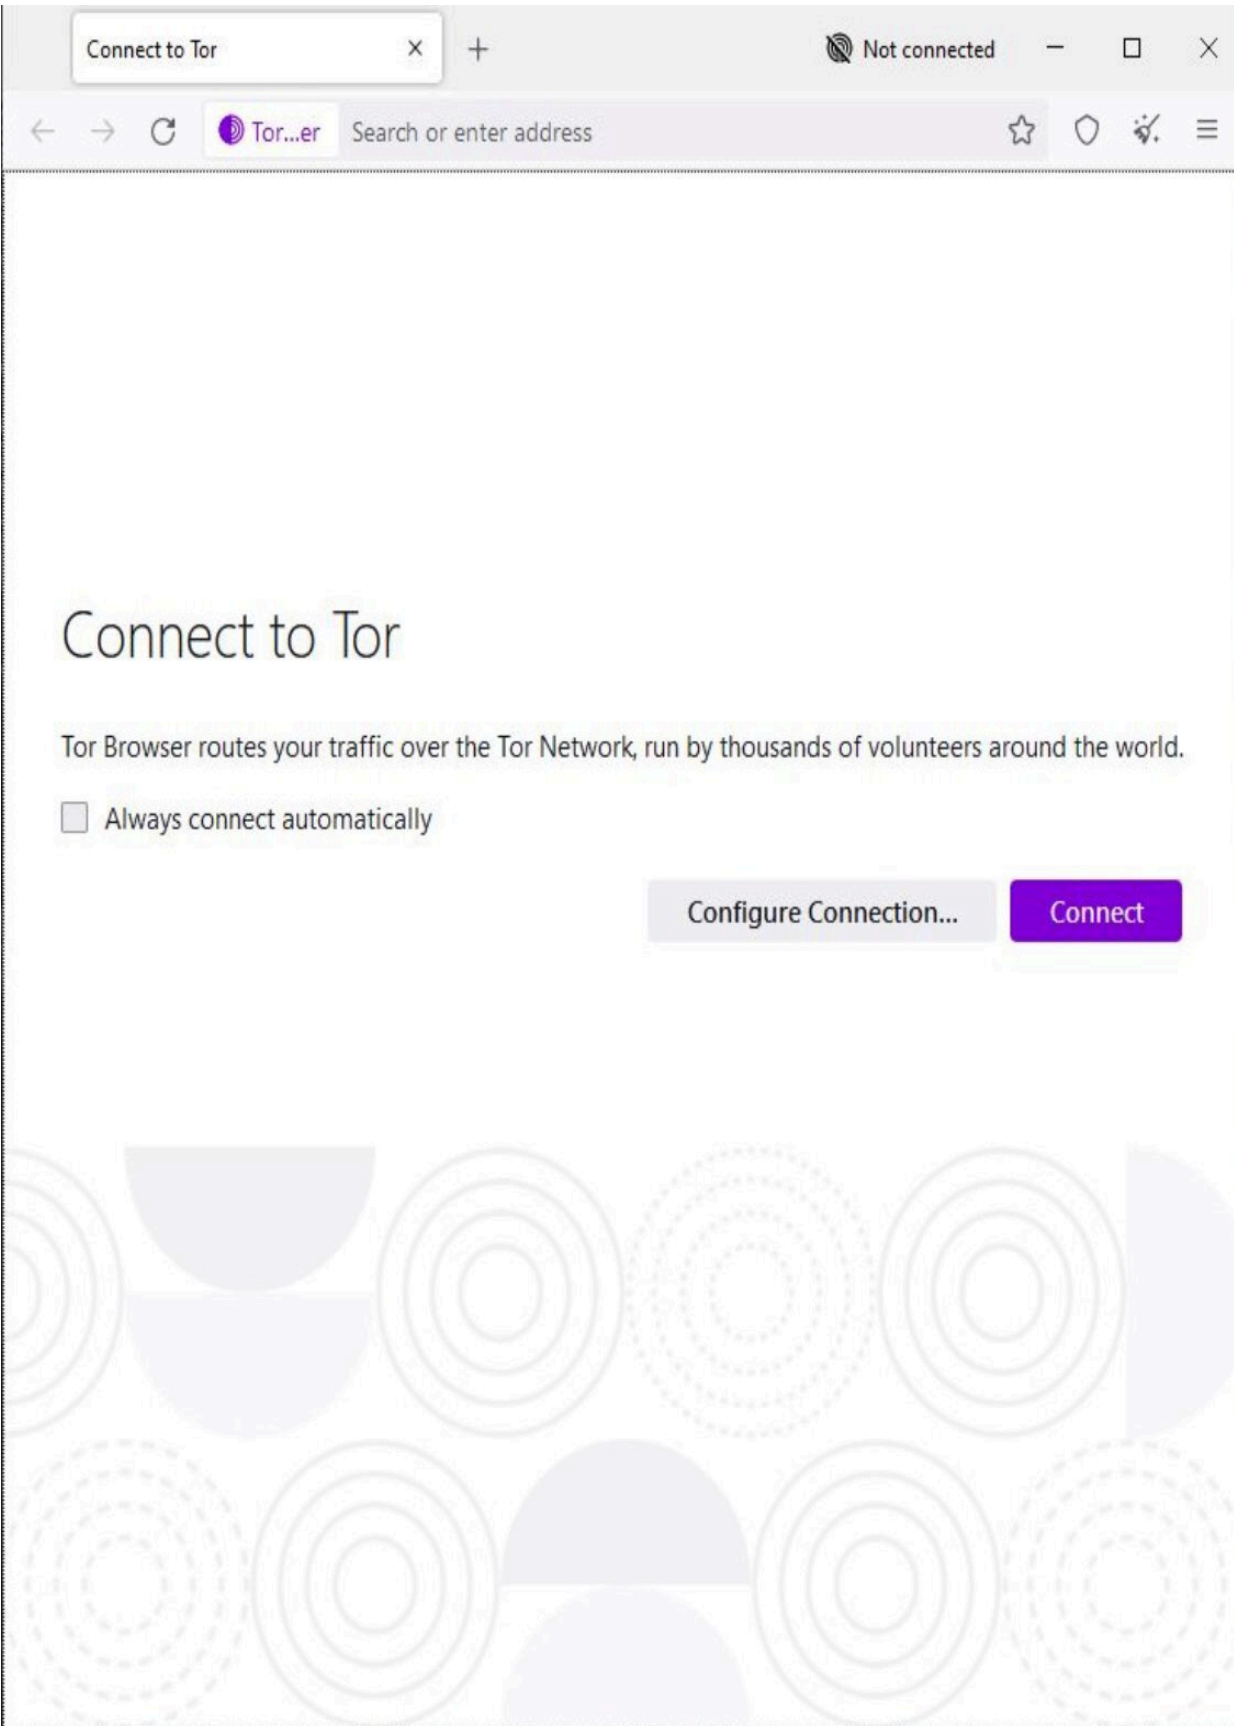 Connect to Tor
Not connected
Tor...er Search or enter address
Connect to Tor
Tor Browser routes your traffic over the Tor Network, run by thousands of volunteers around the world.
Always connect automatically
Configure Connection... Connect